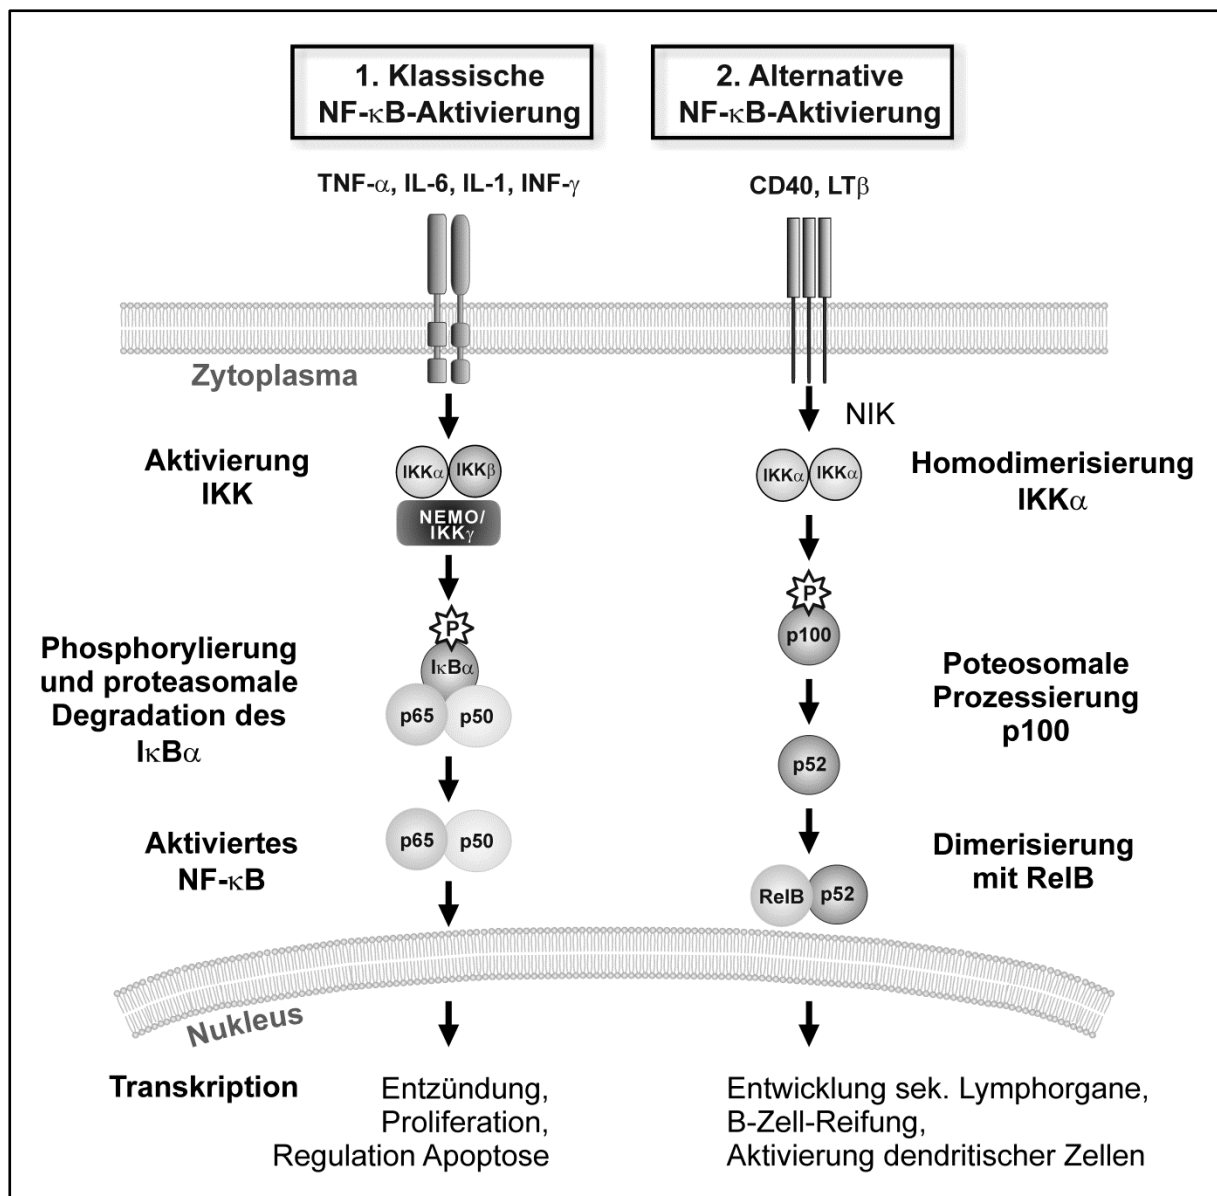 1. Klassische
NF-κB-Aktivierung
2. Alternative
NF-κB-Aktivierung
TNF-α, IL-6, IL-1, INF-γ
CD40, LTβ
Zytoplasma
NIK
Aktivierung
IKK
IKKα
IKKβ
NEMO/
IKKγ
IKKα
IKKα
Homodimerisierung
IKKα
Phosphorylierung
und proteasomale
Degradation des
IκBα
P
IκBα
p65
p50
P
p100
Poteosomale
Prozessierung
p100
p52
Aktiviertes
NF-κB
p65
p50
Dimerisierung
mit RelB
RelB
p52
Nukleus
Transkription
Entzündung,
Proliferation,
Regulation Apoptose
Entwicklung sek. Lymphorgane,
B-Zell-Reifung,
Aktivierung dendritischer Zellen